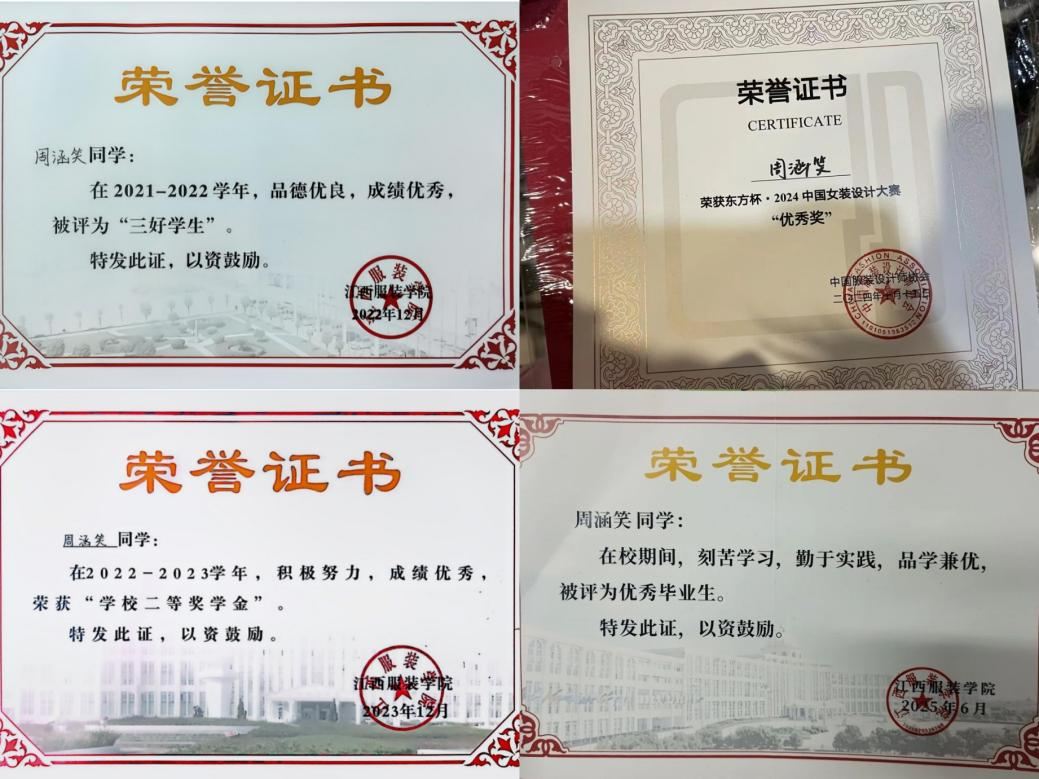 荣誉证书
周涵笑同学：
在2021-2022学年，品德优良，成绩优秀，
被评为“三好学生”。
特发此证，以资鼓励。
江西服装学院
2022年12月
荣誉证书
CERTIFICATE
周涵笑
荣获东方杯·2024中国女装设计大赛
“优秀奖”
中国服装设计师协会
荣誉证书
周涵笑同学：
在2022-2023学年，积极努力，成绩优秀，
荣获“学校二等奖学金”。
特发此证，以资鼓励。
江西服装学院
2023年12月
荣誉证书
周涵笑同学：
在校期间，刻苦学习，勤于实践，品学兼优，
被评为优秀毕业生。
特发此证，以资鼓励。
江西服装学院
2025年6月